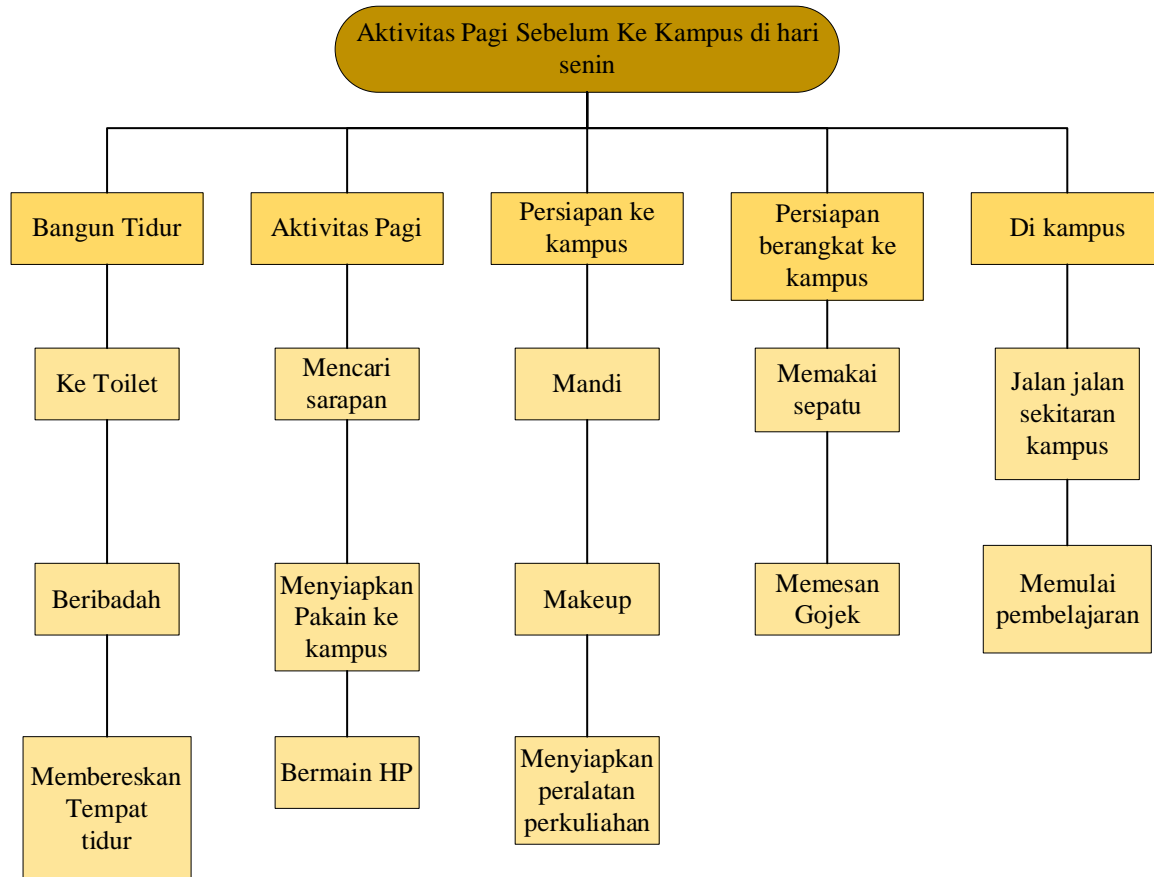 Aktivitas Pagi Sebelum Ke Kampus di hari
senin
Bangun Tidur
Aktivitas Pagi
Persiapan ke
kampus
Persiapan
berangkat ke
kampus
Di kampus
Ke Toilet
Mencari
sarapan
Mandi
Memakai
sepatu
Jalan jalan
sekitaran
kampus
Beribadah
Menyiapkan
Pakain ke
kampus
Makeup
Memesan
Gojek
Memulai
pembelajaran
Membereskan
Tempat
tidur
Bermain HP
Menyiapkan
peralatan
perkuliahan